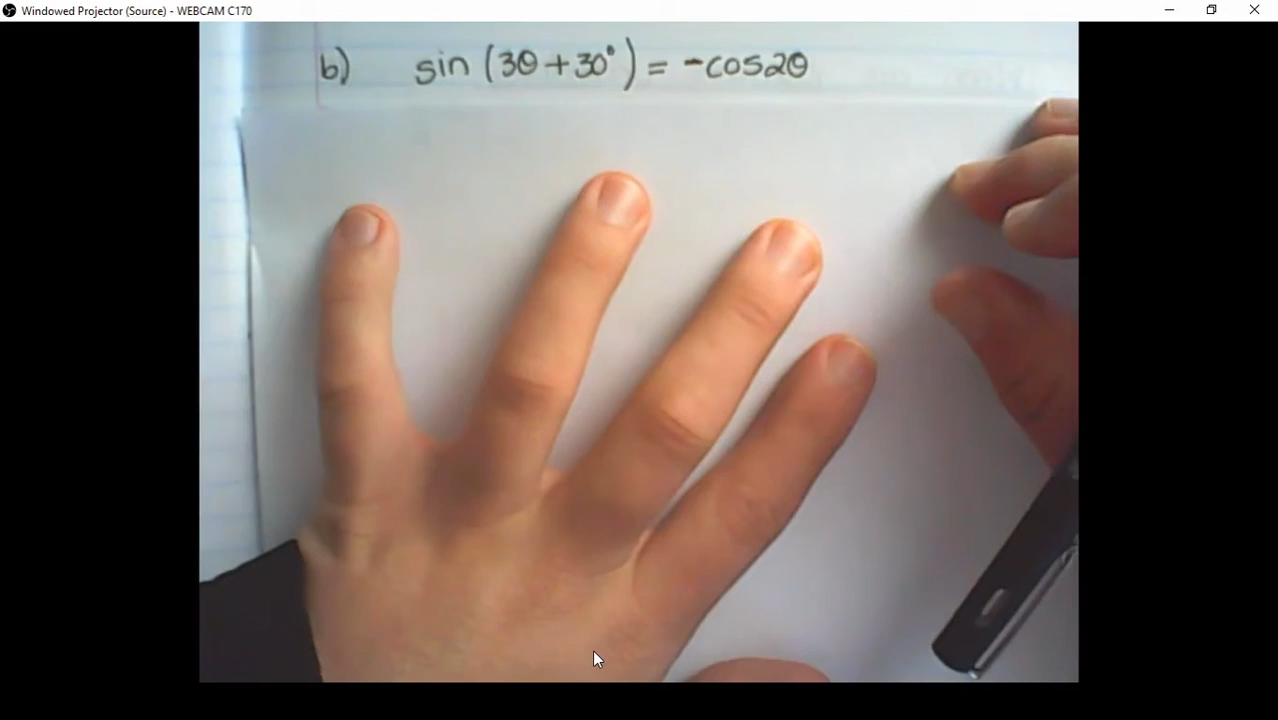 Windowed Projector (Source) - WEBCAM C170
b) sin (3θ+30°) = -cos2θ